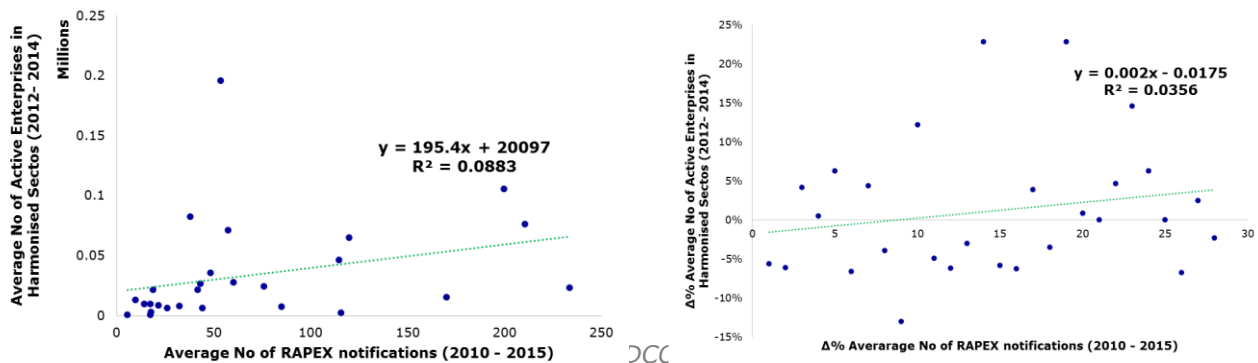 0.25
0.2
0.15
0.1
0.05
0
0
50
100
150
200
250
Average No of Active Enterprises in
Harmonised Sectos (2012- 2014)
Millions
y = 195.4x + 20097
R² = 0.0883
Average No of RAPEX notifications (2010 - 2015)
25%
20%
15%
10%
5%
0%
-5%
-10%
-15%
0
5
10
15
20
25
30
Δ% Average No of Active Enterprises in
Harmonised Sectos (2012- 2014)
y = 0.002x - 0.0175
R² = 0.0356
Δ% Averarage No of RAPEX notifications (2010 - 2015)